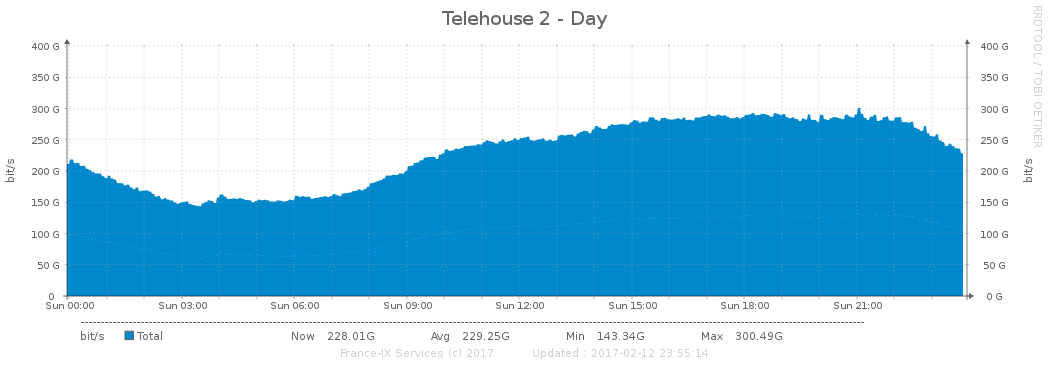 Telehouse 2 - Day
RRDTOOL / TOBI OETIKER
bit/s
400 G 400 G
350 G 350 G
300 G 300 G
250 G 250 G
200 G 200 G
150 G 150 G
100 G 100 G
50 G 50 G
0 0 G
bit/s
Sun 00:00 Sun 03:00 Sun 06:00 Sun 09:00 Sun 12:00 Sun 15:00 Sun 18:00 Sun 21:00
bit/s Total Now 228.01G Avg 229.25G Min 143.34G Max 300.49G
France-IX Services (c) 2017 Updated : 2017-02-12 23:55:14